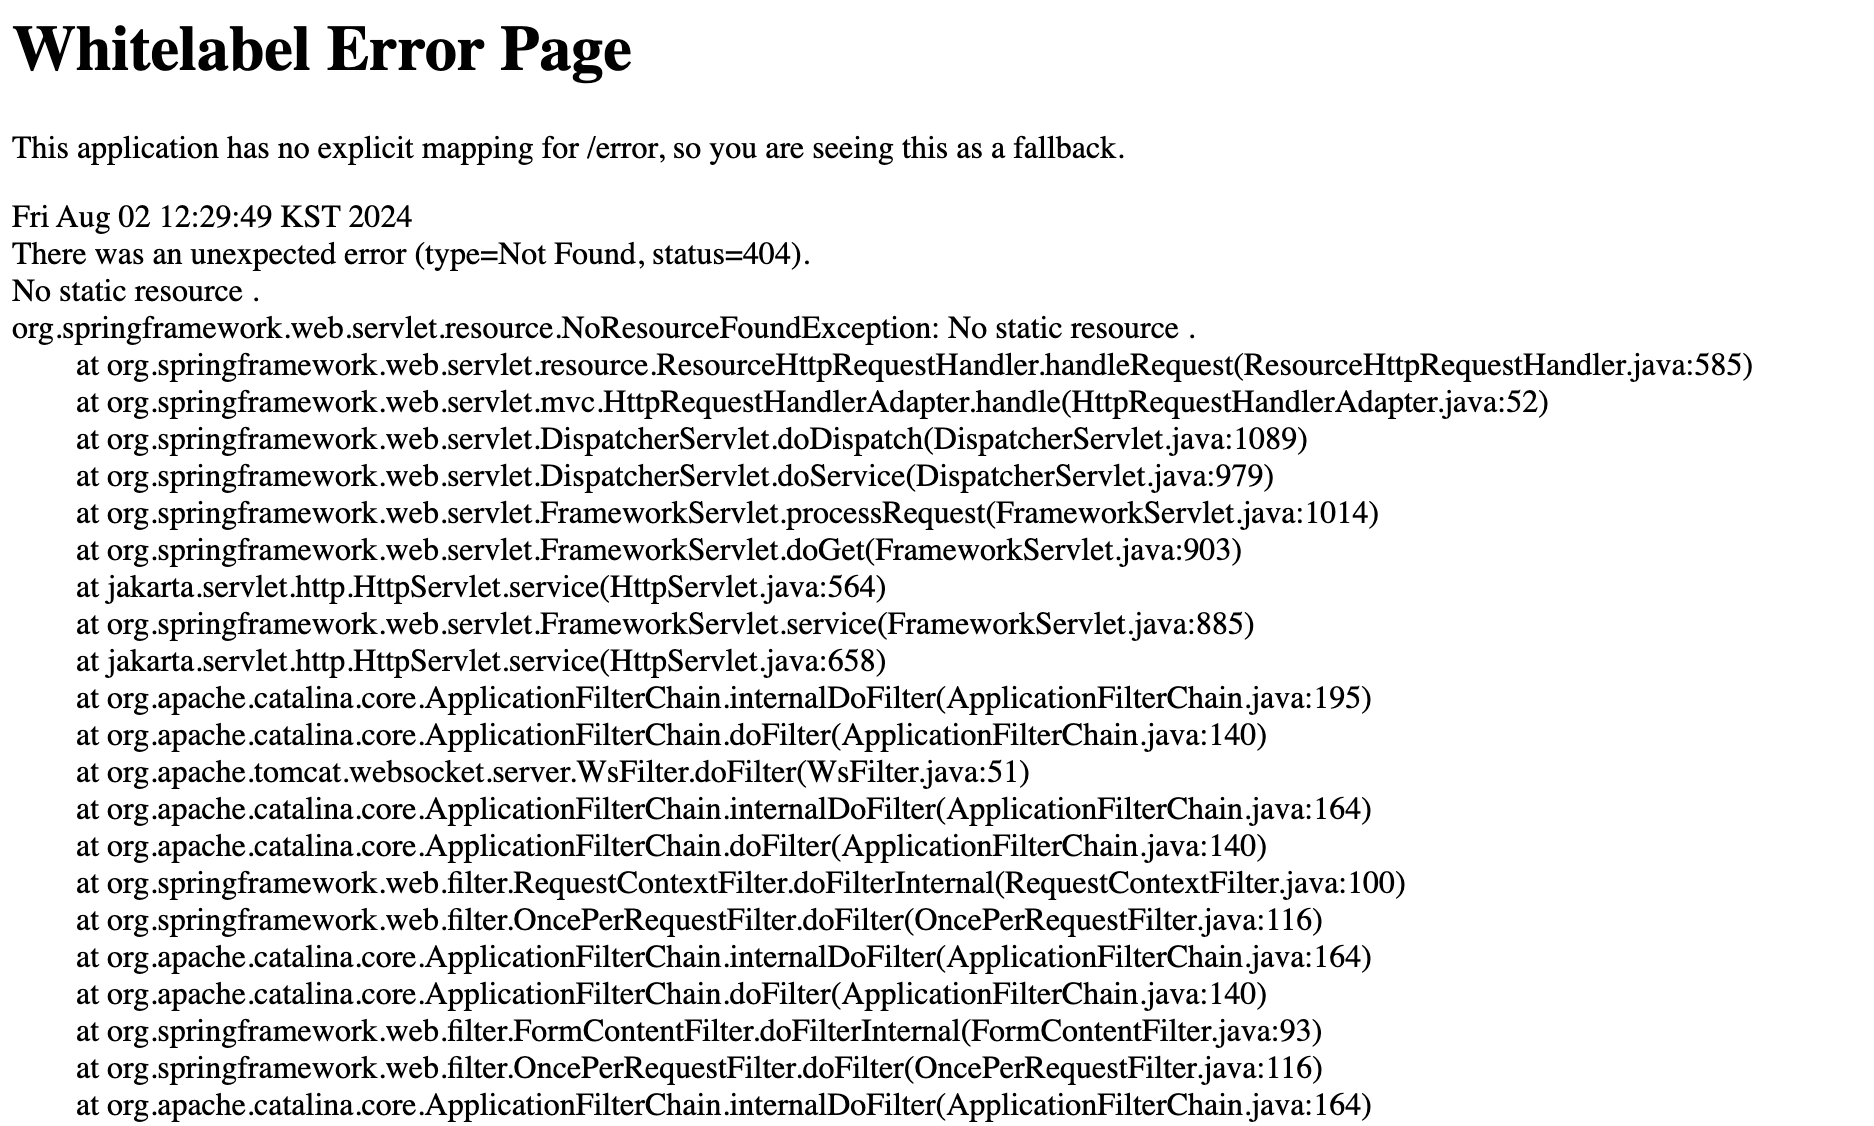 Whitelabel Error Page
This application has no explicit mapping for /error, so you are seeing this as a fallback.
Fri Aug 02 12:29:49 KST 2024
There was an unexpected error (type=Not Found, status=404).
No static resource .
org.springframework.web.servlet.resource.NoResourceFoundException: No static resource .
at org.springframework.web.servlet.resource.ResourceHttpRequestHandler.handleRequest(ResourceHttpRequestHandler.java:585)
at org.springframework.web.servlet.mvc.HttpRequestHandlerAdapter.handle(HttpRequestHandlerAdapter.java:52)
at org.springframework.web.servlet.DispatcherServlet.doDispatch(DispatcherServlet.java:1089)
at org.springframework.web.servlet.DispatcherServlet.doService(DispatcherServlet.java:979)
at org.springframework.web.servlet.FrameworkServlet.processRequest(FrameworkServlet.java:1014)
at org.springframework.web.servlet.FrameworkServlet.doGet(FrameworkServlet.java:903)
at jakarta.servlet.http.HttpServlet.service(HttpServlet.java:564)
at org.springframework.web.servlet.FrameworkServlet.service(FrameworkServlet.java:885)
at jakarta.servlet.http.HttpServlet.service(HttpServlet.java:658)
at org.apache.catalina.core.ApplicationFilterChain.internalDoFilter(ApplicationFilterChain.java:195)
at org.apache.catalina.core.ApplicationFilterChain.doFilter(ApplicationFilterChain.java:140)
at org.apache.tomcat.websocket.server.WsFilter.doFilter(WsFilter.java:51)
at org.apache.catalina.core.ApplicationFilterChain.internalDoFilter(ApplicationFilterChain.java:164)
at org.apache.catalina.core.ApplicationFilterChain.doFilter(ApplicationFilterChain.java:140)
at org.springframework.web.filter.RequestContextFilter.doFilterInternal(RequestContextFilter.java:100)
at org.springframework.web.filter.OncePerRequestFilter.doFilter(OncePerRequestFilter.java:116)
at org.apache.catalina.core.ApplicationFilterChain.internalDoFilter(ApplicationFilterChain.java:164)
at org.apache.catalina.core.ApplicationFilterChain.doFilter(ApplicationFilterChain.java:140)
at org.springframework.web.filter.FormContentFilter.doFilterInternal(FormContentFilter.java:93)
at org.springframework.web.filter.OncePerRequestFilter.doFilter(OncePerRequestFilter.java:116)
at org.apache.catalina.core.ApplicationFilterChain.internalDoFilter(ApplicationFilterChain.java:164)